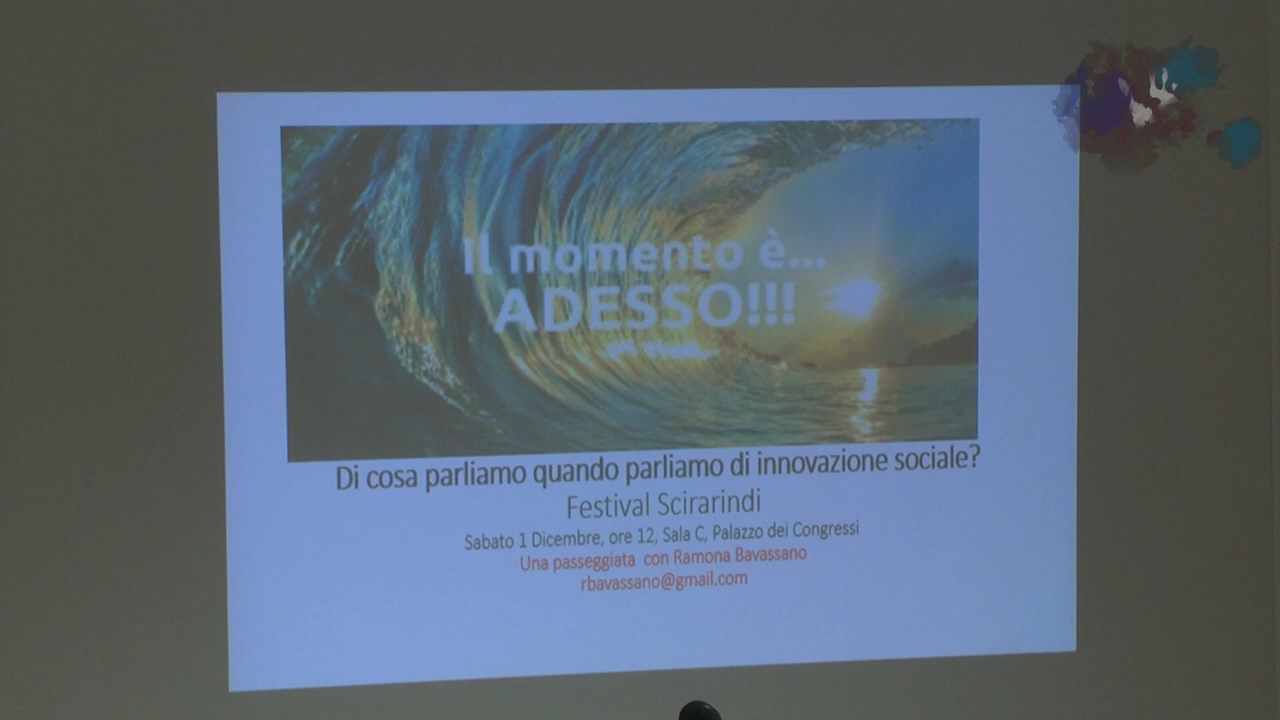 Il momento è...
ADESSO!!!
Di cosa parliamo quando parliamo di innovazione sociale?
Festival Scirarindi
Sabato 1 Dicembre, ore 12, Sala C, Palazzo dei Congressi
Una passeggiata con Ramona Bavassano
rbavassano@gmail.com